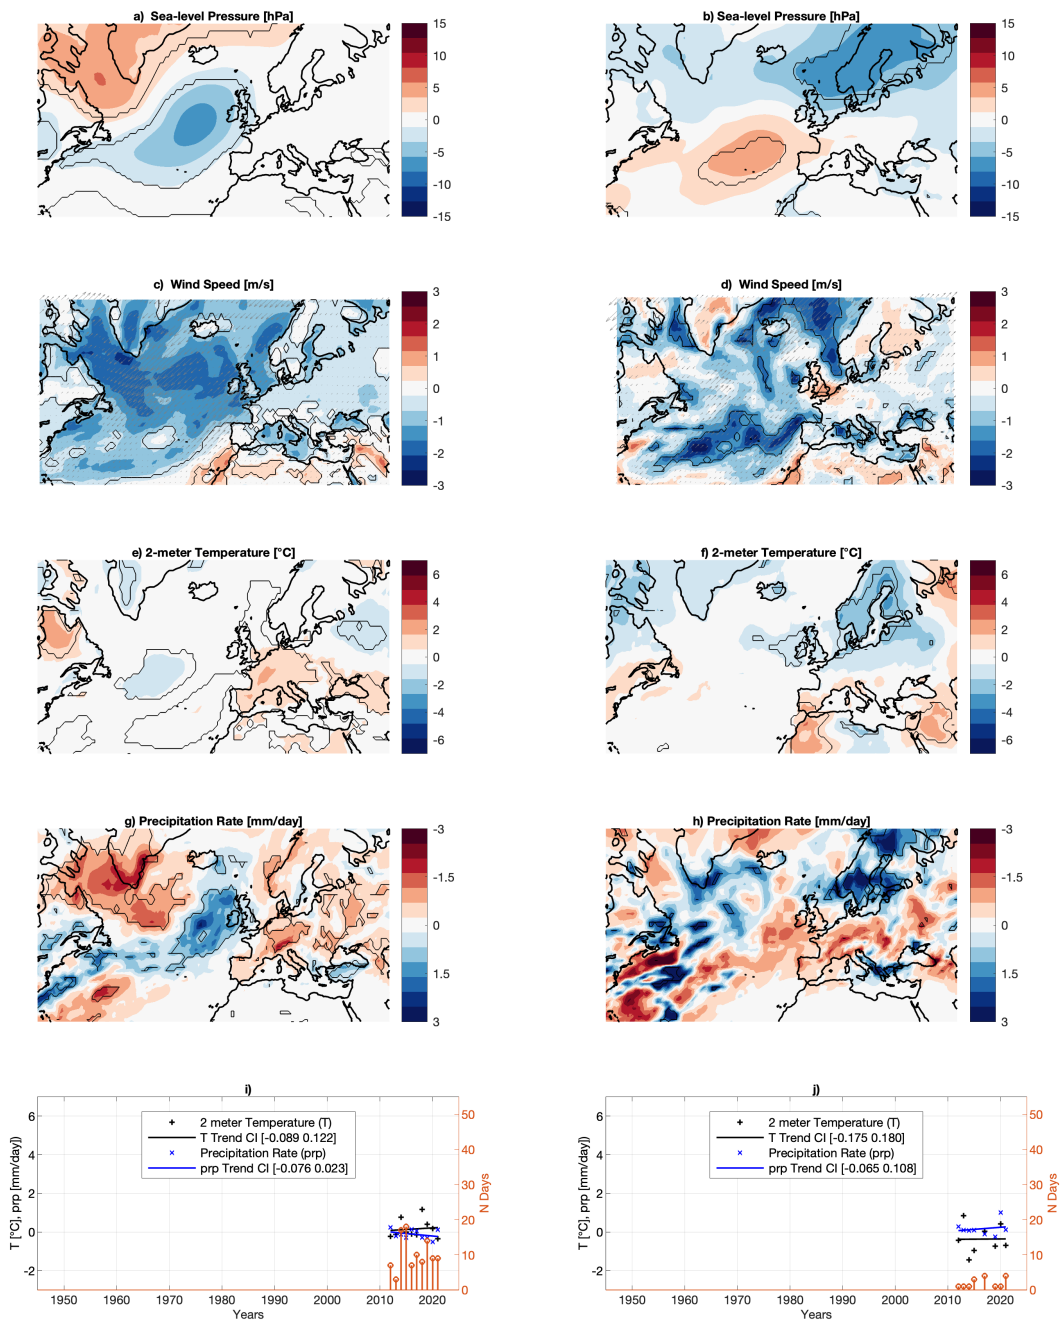 a) Sea-level Pressure [hPa]
15
10
5
0
-5
-10
-15
b) Sea-level Pressure [hPa]
15
10
5
0
-5
-10
-15
c) Wind Speed [m/s]
3
2
1
0
-1
-2
-3
d) Wind Speed [m/s]
3
2
1
0
-1
-2
-3
e) 2-meter Temperature [°C]
6
4
2
0
-2
-4
-6
f) 2-meter Temperature [°C]
6
4
2
0
-2
-4
-6
g) Precipitation Rate [mm/day]
-3
-1.5
0
1.5
3
h) Precipitation Rate [mm/day]
-3
-1.5
0
1.5
3
i)
T [°C], prp [mm/day]
6
4
2
0
-2
2 meter Temperature (T)
T Trend CI [-0.089 0.122]
Precipitation Rate (prp)
prp Trend CI [-0.076 0.023]
50
40
30
20
10
0
N Days
1950 1960 1970 1980 1990 2000 2010 2020
Years
j)
T [°C], prp [mm/day]
6
4
2
0
-2
2 meter Temperature (T)
T Trend CI [-0.175 0.180]
Precipitation Rate (prp)
prp Trend CI [-0.065 0.108]
50
40
30
20
10
0
N Days
1950 1960 1970 1980 1990 2000 2010 2020
Years